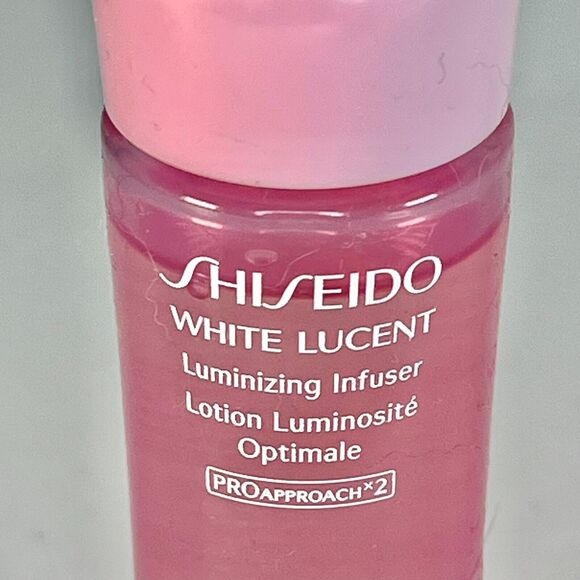 SHISEIDO
WHITE LUCENT
Luminizing Infuser
Lotion Luminosité
Optimale
PROAPPROACH×2